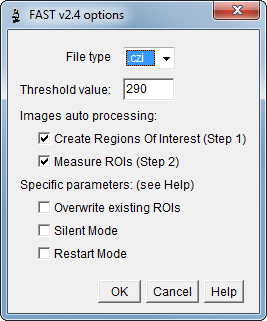 FAST v2.4 options
File type .czi
Threshold value: 290
Images auto processing:
Create Regions Of Interest (Step 1)
Measure ROIs (Step 2)
Specific parameters: (see Help)
Overwrite existing ROIs
Silent Mode
Restart Mode
OK Cancel Help